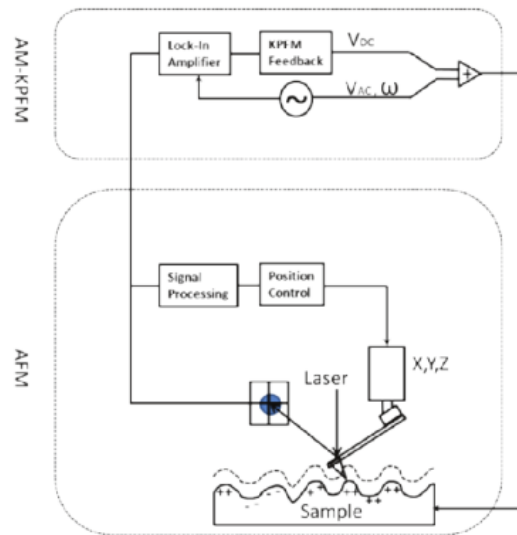 AM-KPFM
Lock-In
Amplifier
KPFM
Feedback
VDC
VAC, ω
+
AFM
Signal
Processing
Position
Control
X,Y,Z
Laser
++
- -
-
++
++
++
++
Sample